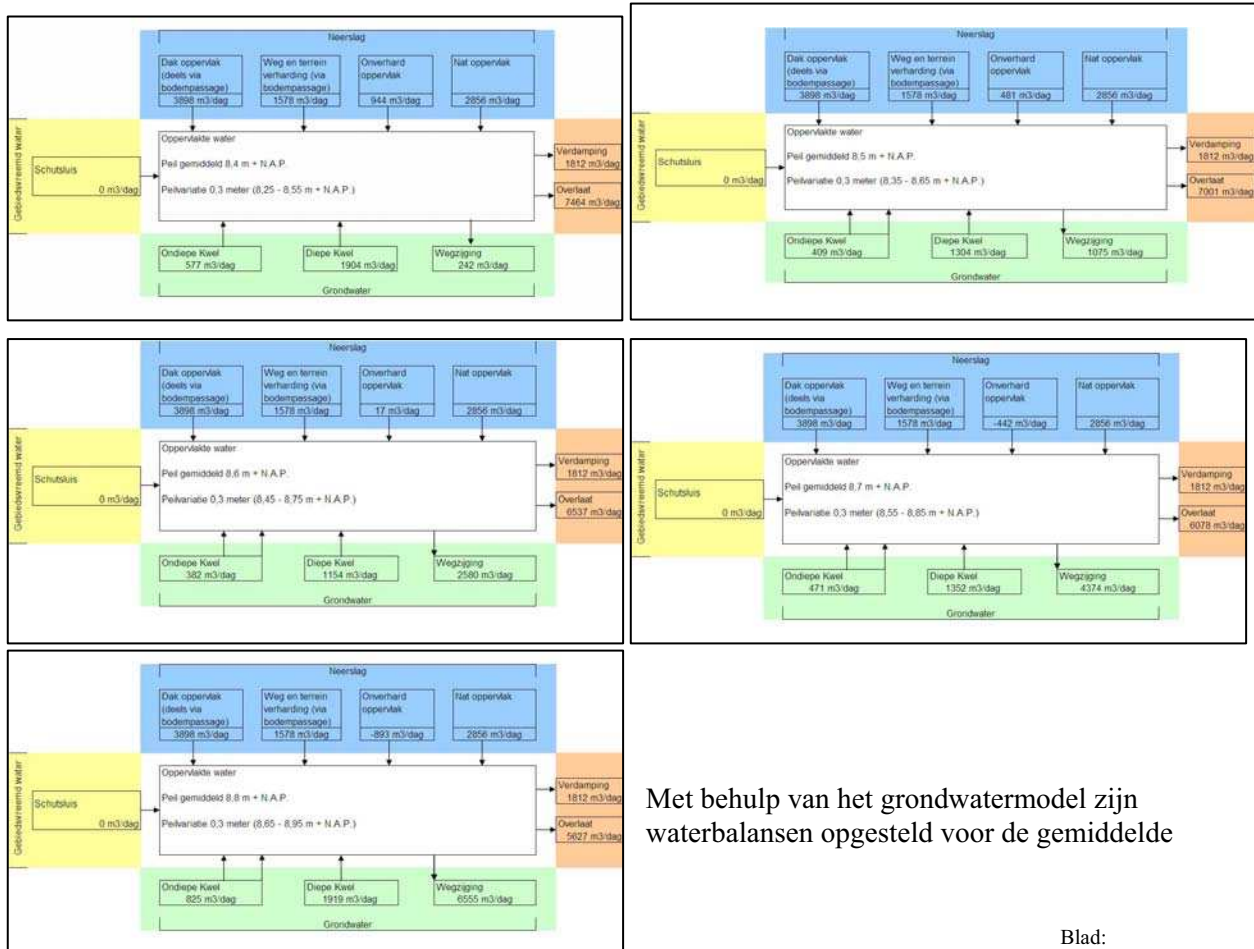 Neerslag
Dak oppervlak
(deels via
bodempassage)
3898 m3/dag
Weg en terrein
verharding (via
bodempassage)
1578 m3/dag
Onverhard
oppervlak
944 m3/dag
Nat oppervlak
2856 m3/dag
Gebiedsvreemd water
Schutsluis
0 m3/dag
Oppervlakte water
Peil gemiddeld 8,4 m + N.A.P.
Peilvariatie 0,3 meter (8,25 - 8,55 m + N.A.P.)
Verdamping
1812 m3/dag
Overlaat
7464 m3/dag
Ondiepe Kwel
577 m3/dag
Diepe Kwel
1904 m3/dag
Wegzijging
242 m3/dag
Grondwater
Neerslag
Dak oppervlak
(deels via
bodempassage)
3898 m3/dag
Weg en terrein
verharding (via
bodempassage)
1578 m3/dag
Onverhard
oppervlak
481 m3/dag
Nat oppervlak
2856 m3/dag
Gebiedsvreemd water
Schutsluis
0 m3/dag
Oppervlakte water
Peil gemiddeld 8,5 m + N.A.P.
Peilvariatie 0,3 meter (8,35 - 8,65 m + N.A.P.)
Verdamping
1812 m3/dag
Overlaat
7001 m3/dag
Ondiepe Kwel
409 m3/dag
Diepe Kwel
1304 m3/dag
Wegzijging
1075 m3/dag
Grondwater
Neerslag
Dak oppervlak
(deels via
bodempassage)
3898 m3/dag
Weg en terrein
verharding (via
bodempassage)
1578 m3/dag
Onverhard
oppervlak
17 m3/dag
Nat oppervlak
2856 m3/dag
Gebiedsvreemd water
Schutsluis
0 m3/dag
Oppervlakte water
Peil gemiddeld 8,6 m + N.A.P.
Peilvariatie 0,3 meter (8,45 - 8,75 m + N.A.P.)
Verdamping
1812 m3/dag
Overlaat
6537 m3/dag
Ondiepe Kwel
382 m3/dag
Diepe Kwel
1154 m3/dag
Wegzijging
2580 m3/dag
Grondwater
Neerslag
Dak oppervlak
(deels via
bodempassage)
3898 m3/dag
Weg en terrein
verharding (via
bodempassage)
1578 m3/dag
Onverhard
oppervlak
-442 m3/dag
Nat oppervlak
2856 m3/dag
Gebiedsvreemd water
Schutsluis
0 m3/dag
Oppervlakte water
Peil gemiddeld 8,7 m + N.A.P.
Peilvariatie 0,3 meter (8,55 - 8,85 m + N.A.P.)
Verdamping
1812 m3/dag
Overlaat
6078 m3/dag
Ondiepe Kwel
471 m3/dag
Diepe Kwel
1352 m3/dag
Wegzijging
4374 m3/dag
Grondwater
Neerslag
Dak oppervlak
(deels via
bodempassage)
3898 m3/dag
Weg en terrein
verharding (via
bodempassage)
1578 m3/dag
Onverhard
oppervlak
-893 m3/dag
Nat oppervlak
2856 m3/dag
Gebiedsvreemd water
Schutsluis
0 m3/dag
Oppervlakte water
Peil gemiddeld 8,8 m + N.A.P.
Peilvariatie 0,3 meter (8,65 - 8,95 m + N.A.P.)
Verdamping
1812 m3/dag
Overlaat
5627 m3/dag
Ondiepe Kwel
825 m3/dag
Diepe Kwel
1919 m3/dag
Wegzijging
6555 m3/dag
Grondwater
Met behulp van het grondwatermodel zijn
waterbalansen opgesteld voor de gemiddelde
Blad: